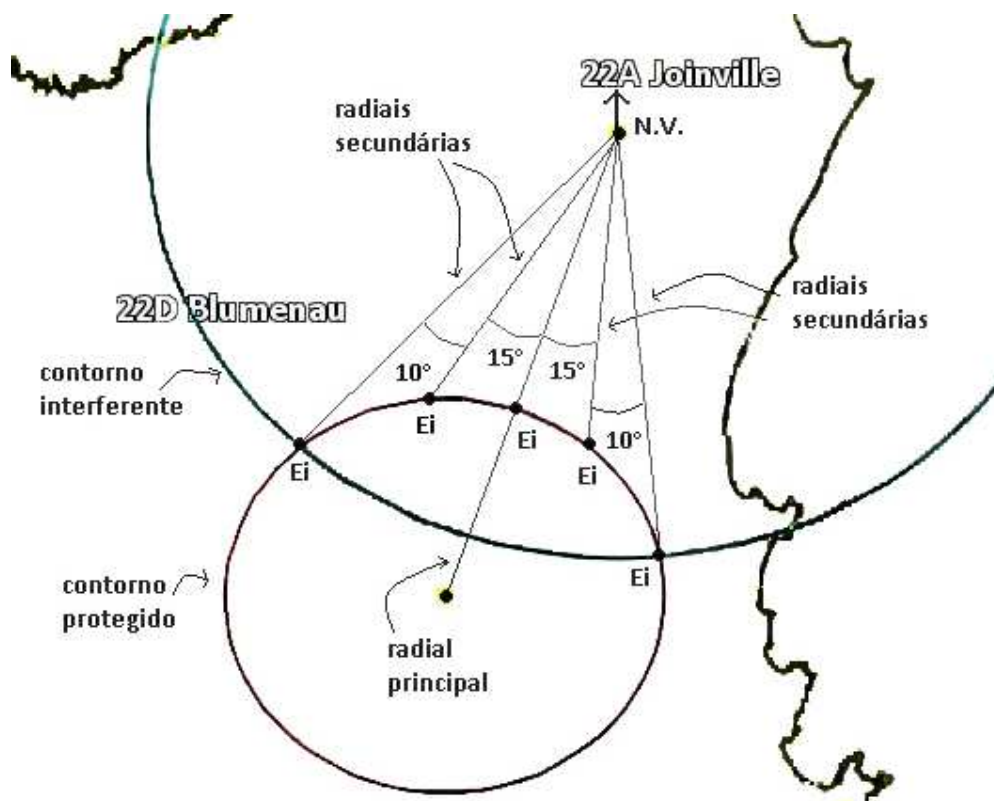 22A Joinville
N.V.
radiais
secundárias
22D Blumenau
radiais
secundárias
contorno
interferente
10°
15°
15°
10°
Ei
Ei
Ei
Ei
Ei
contorno
protegido
radial
principal